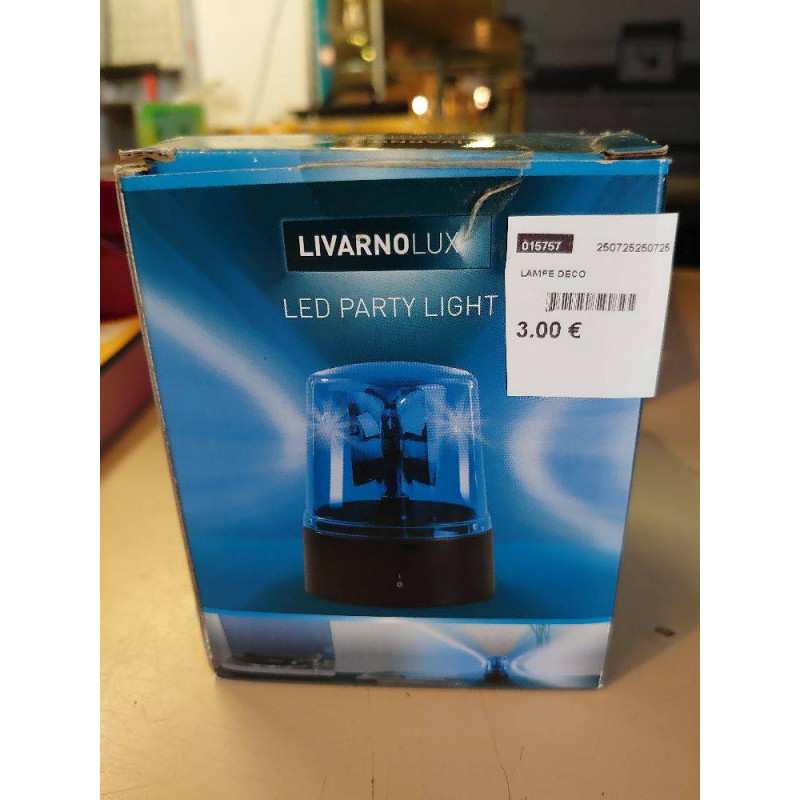 LIVARNOLUX
LED PARTY LIGHT
015757 250725250725
LAMPE DECO
3.00 €